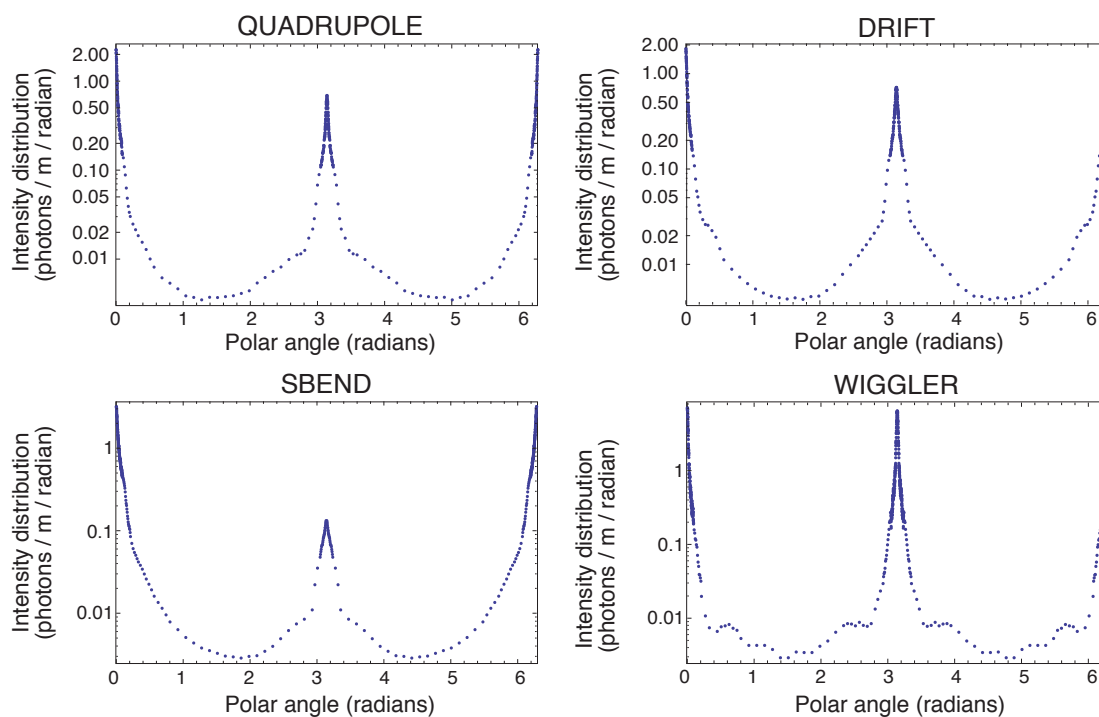 QUADRUPOLE
Intensity distribution
(photons / m / radian)
2.00
1.00
0.50
0.20
0.10
0.05
0.02
0.01
0 1 2 3 4 5 6
Polar angle (radians)
DRIFT
Intensity distribution
(photons / m / radian)
2.00
1.00
0.50
0.20
0.10
0.05
0.02
0.01
0 1 2 3 4 5 6
Polar angle (radians)
SBEND
Intensity distribution
(photons / m / radian)
1
0.1
0.01
0 1 2 3 4 5 6
Polar angle (radians)
WIGGLER
Intensity distribution
(photons / m / radian)
1
0.1
0.01
0 1 2 3 4 5 6
Polar angle (radians)